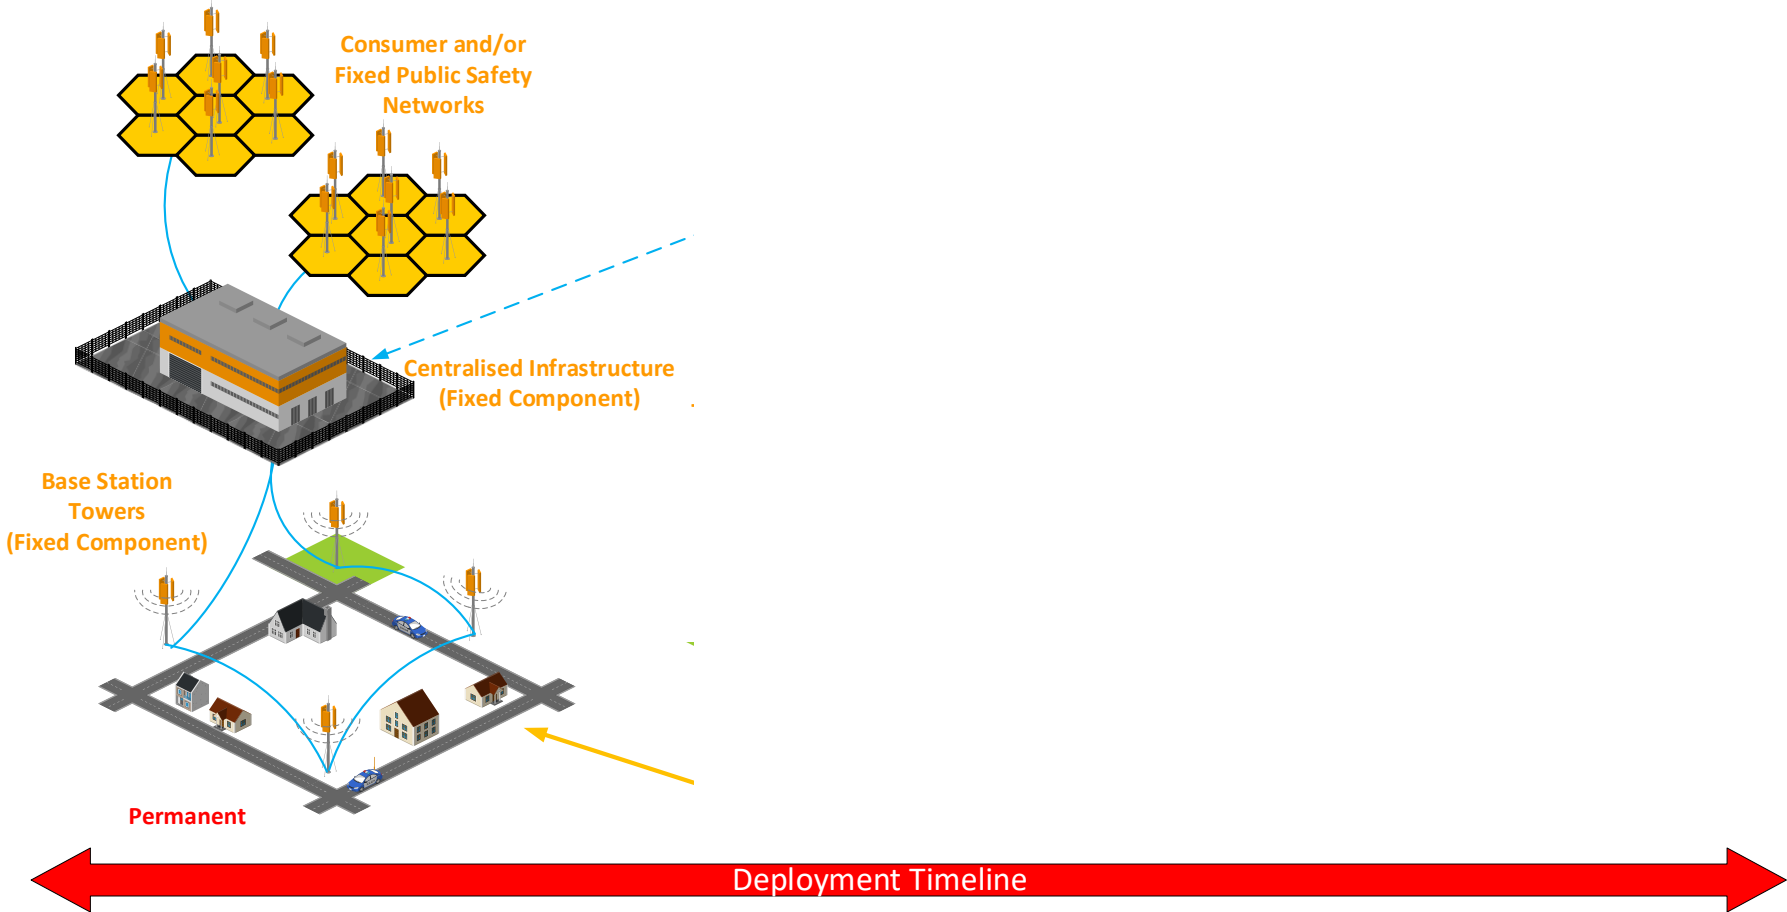 Consumer and/or
Fixed Public Safety
Networks
Centralised Infrastructure
(Fixed Component)
Base Station
Towers
(Fixed Component)
Permanent
Deployment Timeline